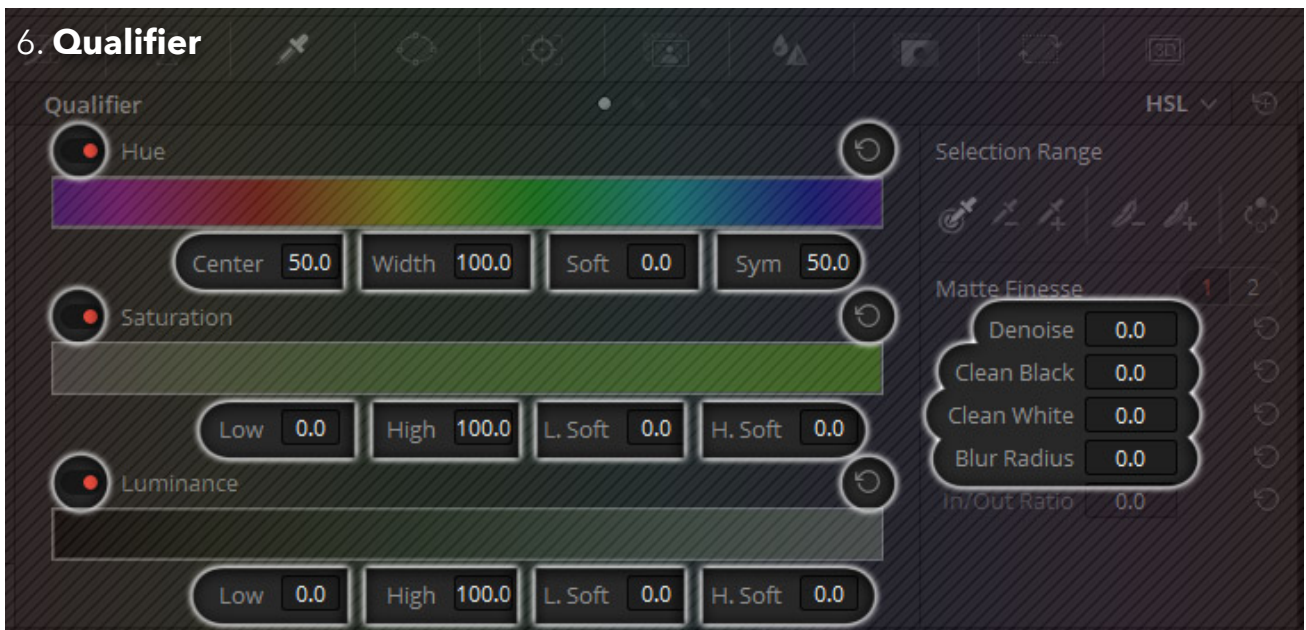 6. Qualifier
3D
Qualifier
HSL
Hue
Center 50.0 Width 100.0 Soft 0.0 Sym 50.0
Saturation
Low 0.0 High 100.0 L. Soft 0.0 H. Soft 0.0
Luminance
Low 0.0 High 100.0 L. Soft 0.0 H. Soft 0.0
Selection Range
Matte Finesse 1 2
Denoise 0.0
Clean Black 0.0
Clean White 0.0
Blur Radius 0.0
In/Out Ratio 0.0